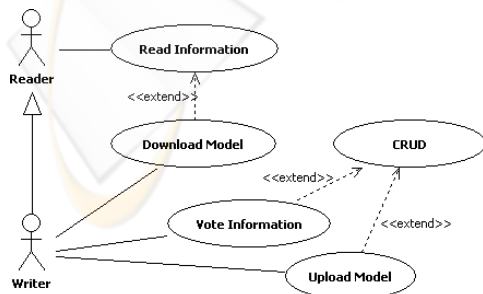 Read Information
Reader
<<extend>>
Download Model
CRUD
<<extend>>
Vote Information
<<extend>>
Writer
Upload Model